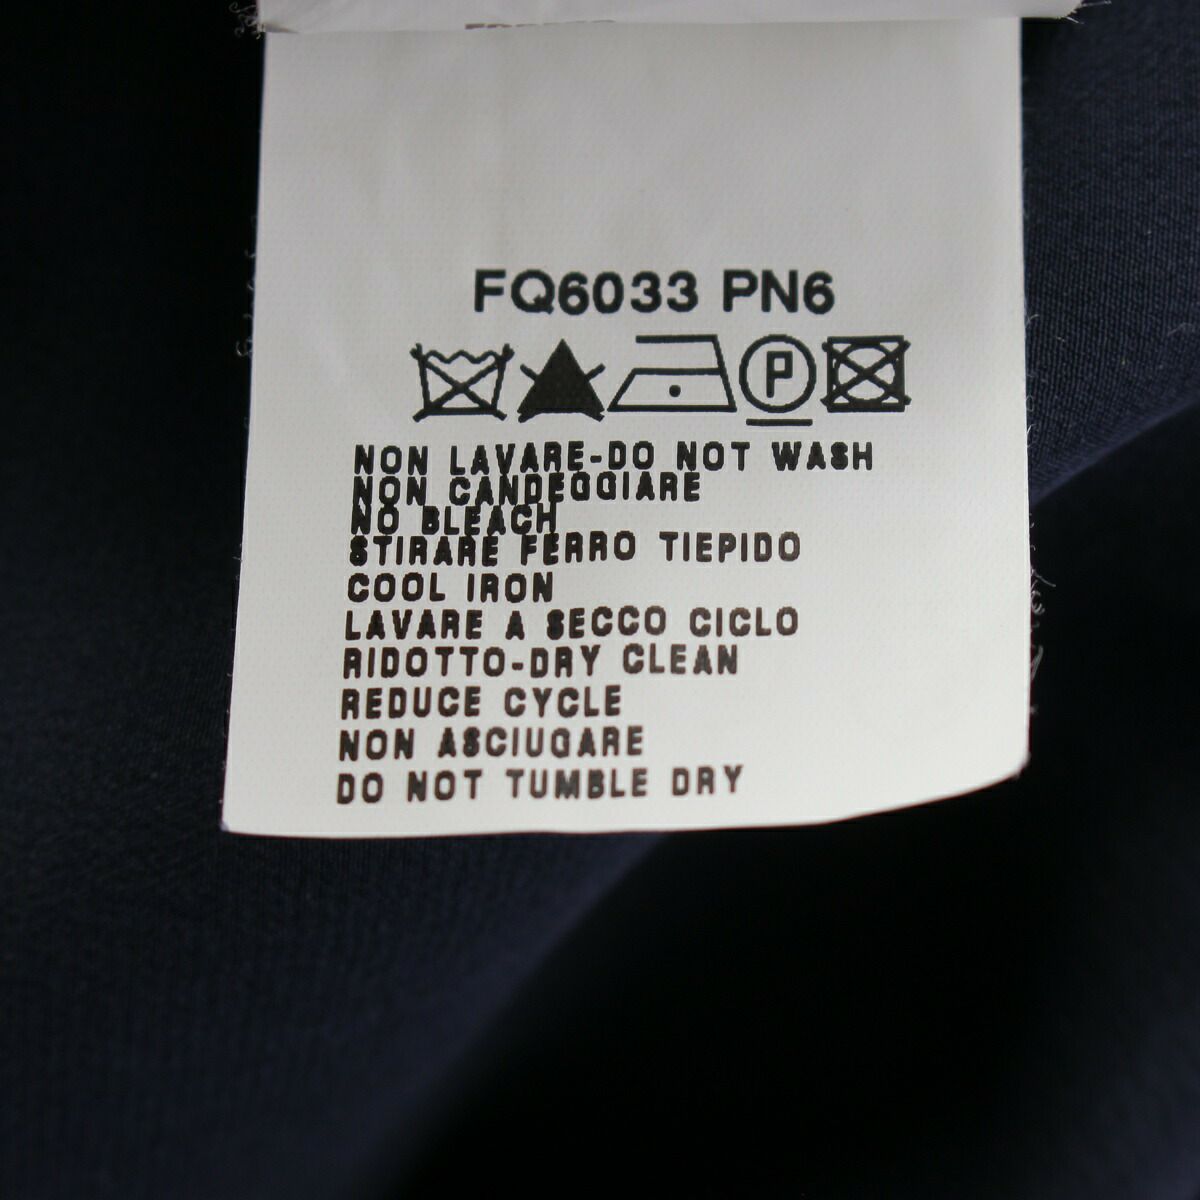 FQ6033 PN6
P
NON LAVARE-DO NOT WASH
NON CANDEGGIARE
NO BLEACH
STIRARE FERRO TIEPIDO
COOL IRON
LAVARE A SECCO CICLO
RIDOTTO-DRY CLEAN
REDUCE CYCLE
NON ASCIUGARE
DO NOT TUMBLE DRY